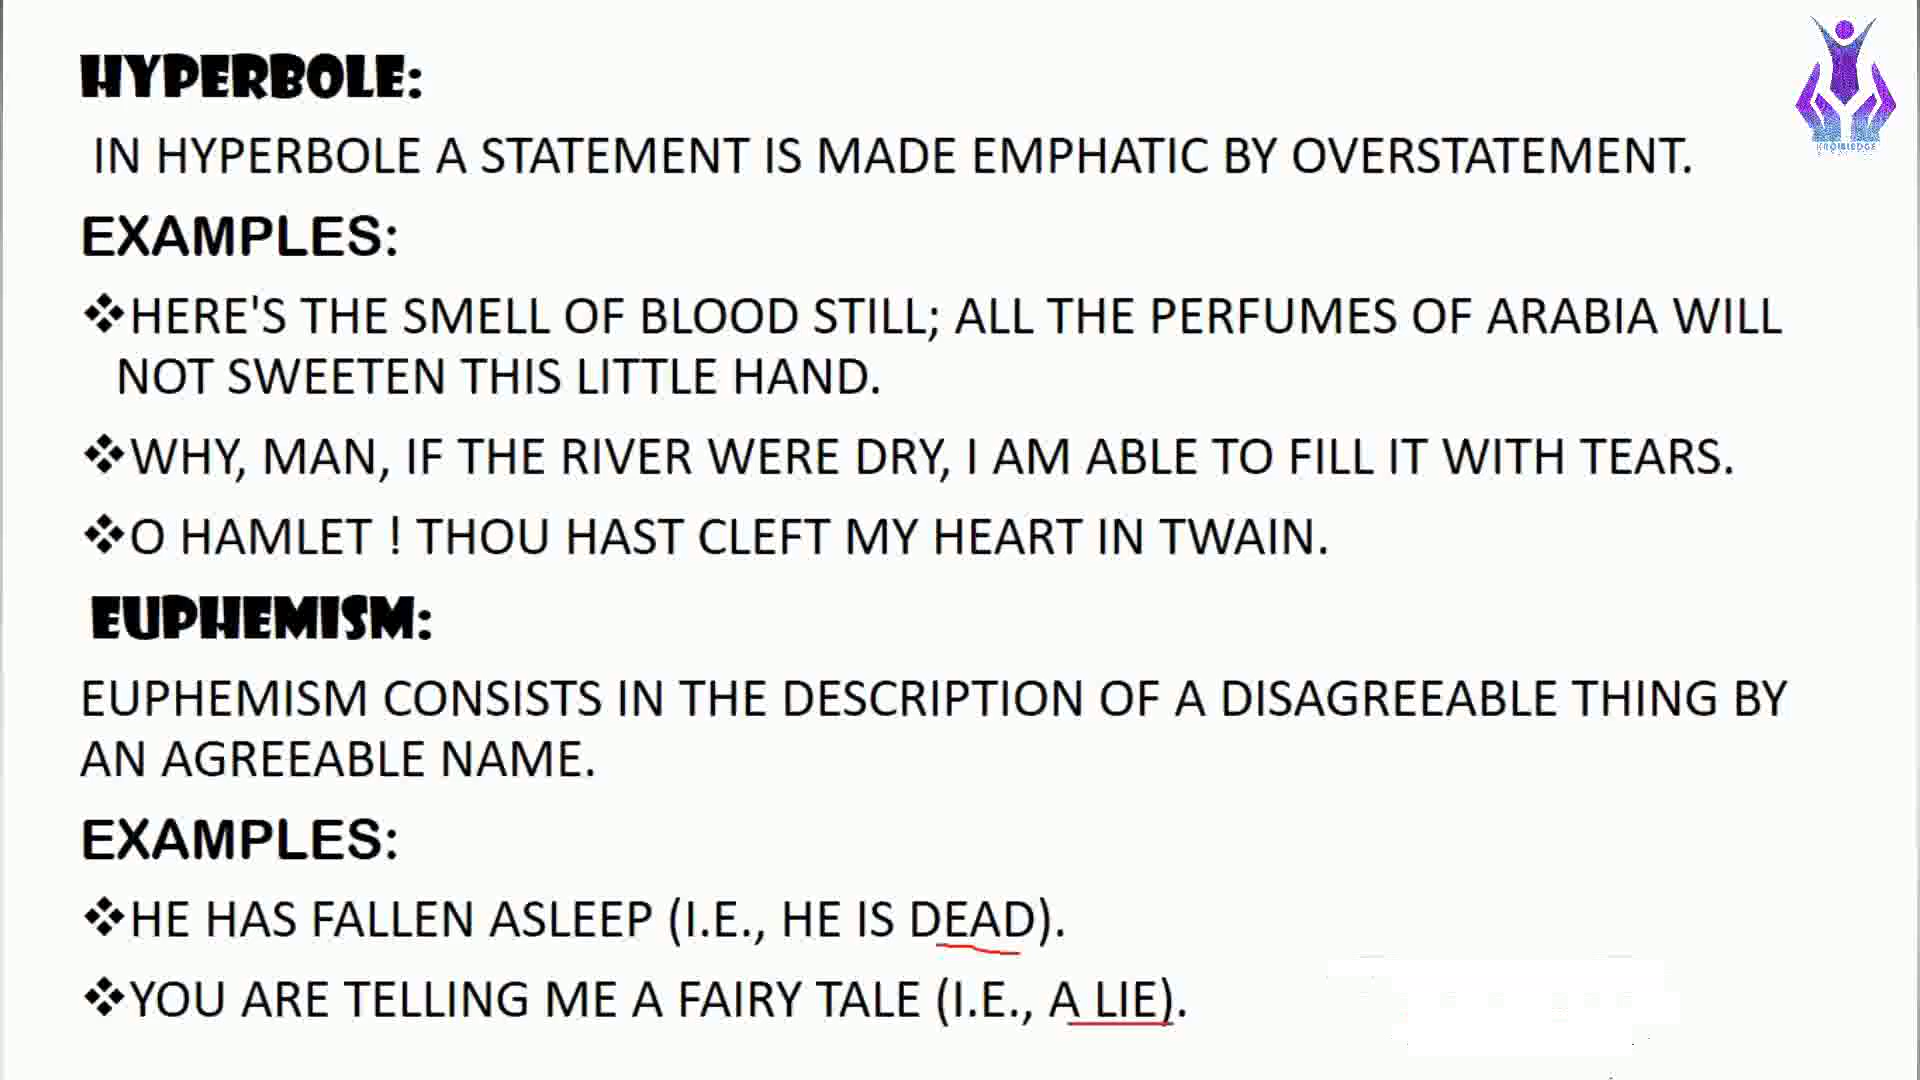 HYPERBOLE:
IN HYPERBOLE A STATEMENT IS MADE EMPHATIC BY OVERSTATEMENT.
EXAMPLES:
❖HERE'S THE SMELL OF BLOOD STILL; ALL THE PERFUMES OF ARABIA WILL
NOT SWEETEN THIS LITTLE HAND.
❖WHY, MAN, IF THE RIVER WERE DRY, I AM ABLE TO FILL IT WITH TEARS.
❖O HAMLET ! THOU HAST CLEFT MY HEART IN TWAIN.
EUPHEMISM:
EUPHEMISM CONSISTS IN THE DESCRIPTION OF A DISAGREEABLE THING BY
AN AGREEABLE NAME.
EXAMPLES:
❖HE HAS FALLEN ASLEEP (I.E., HE IS DEAD).
❖YOU ARE TELLING ME A FAIRY TALE (I.E., A LIE).